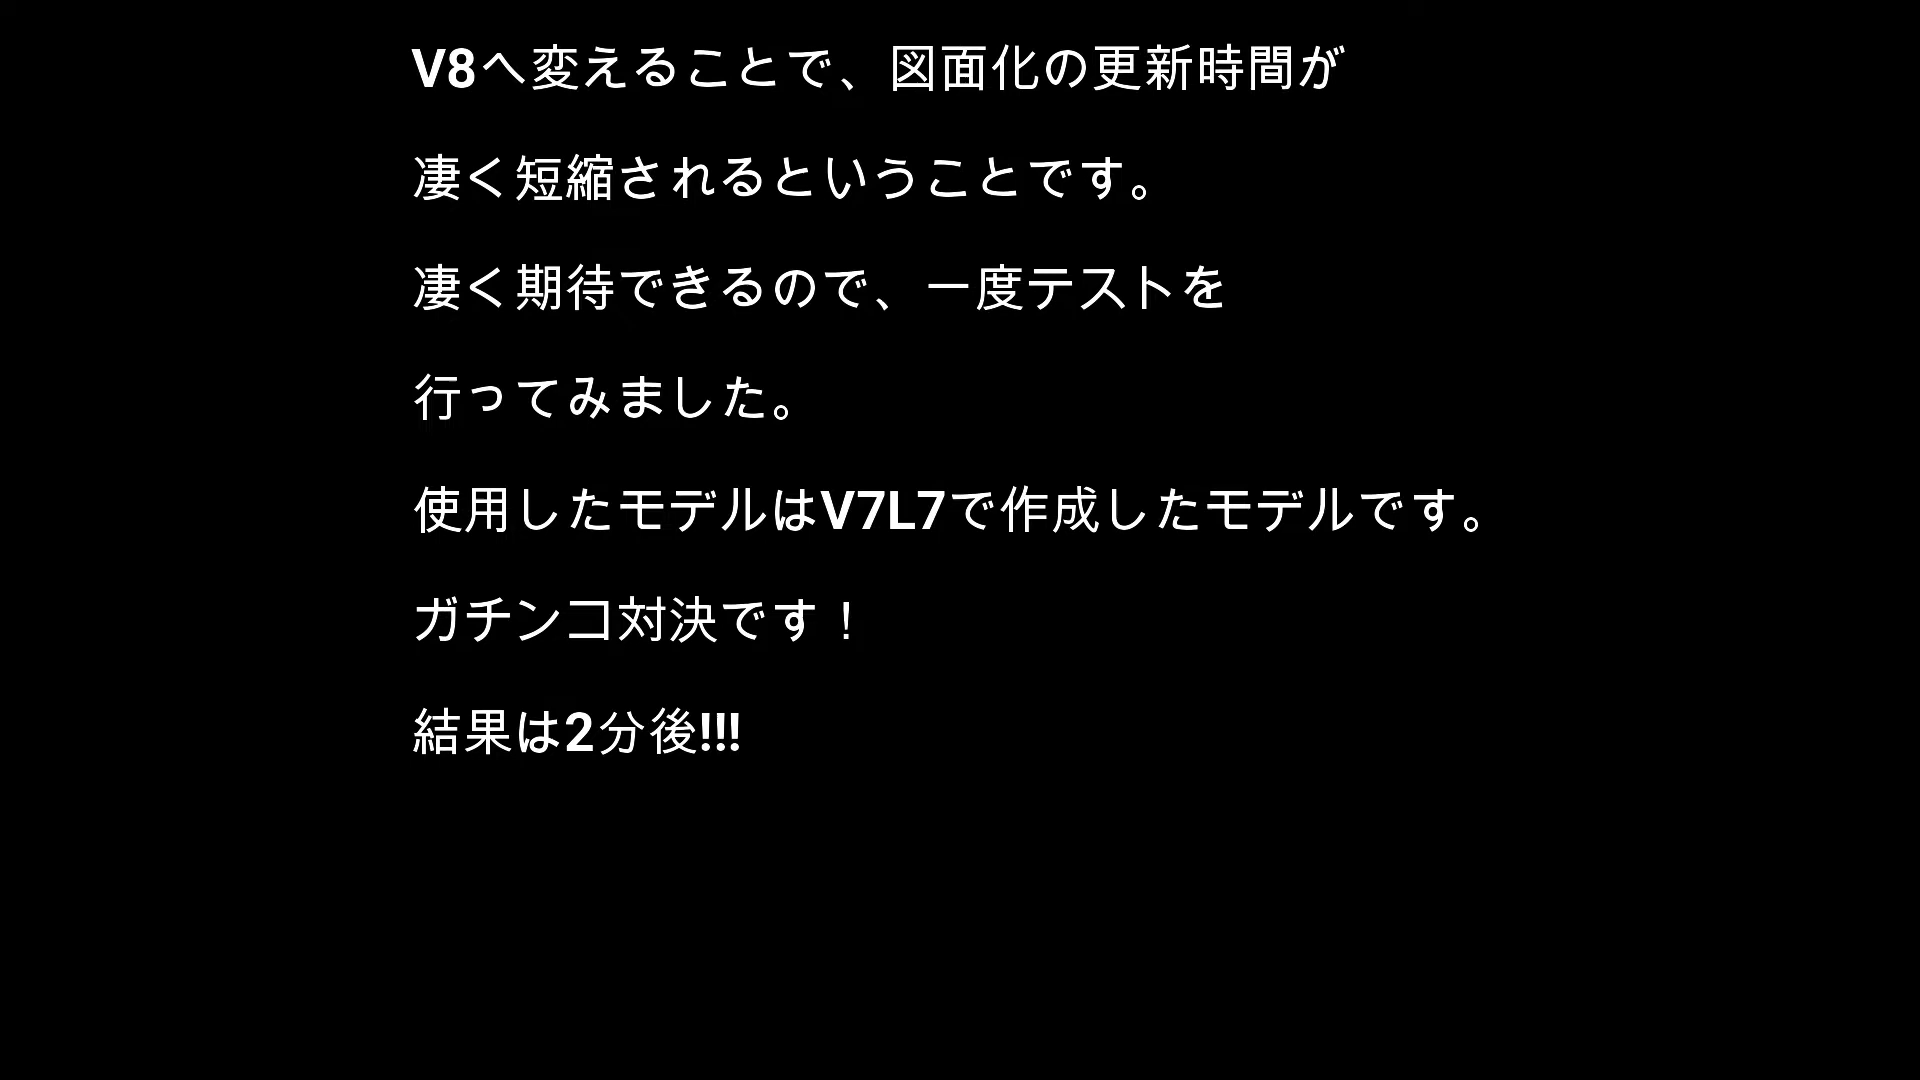 V8へ変えることで、図面化の更新時間が
凄く短縮されるということです。
凄く期待できるので、一度テストを
行ってみました。
使用したモデルはV7L7で作成したモデルです。
ガチンコ対決です！
結果は2分後!!!